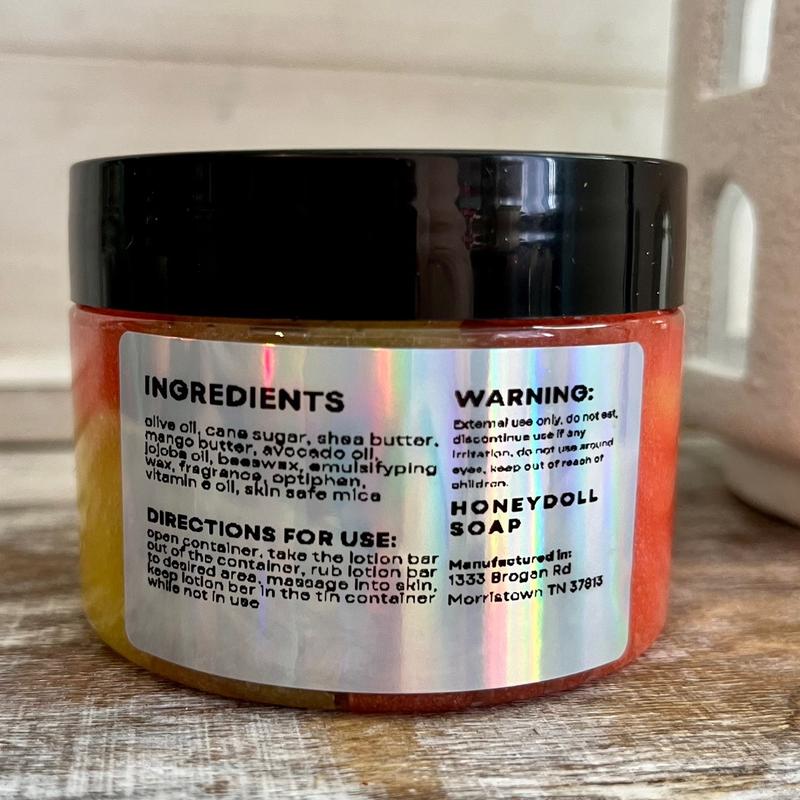 INGREDIENTS
olive oil, cane sugar, shea butter,
mango butter, avocado oil,
jojoba oil, beeswax, emulsifyping
wax, fragrance, optiphen,
vitamin e oil, skin safe mica
DIRECTIONS FOR USE:
open container, take the lotion bar
out of the container, rub lotion bar
to desired area, massage into skin,
keep lotion bar in the tin container
while not in use
WARNING:
External use only, do not eat,
discontinue use if any
irritation, do not use around
eyes, keep out of reach of
children.
HONEYDOLL
SOAP
Manufactured in:
1333 Brogan Rd
Morristown TN 37813